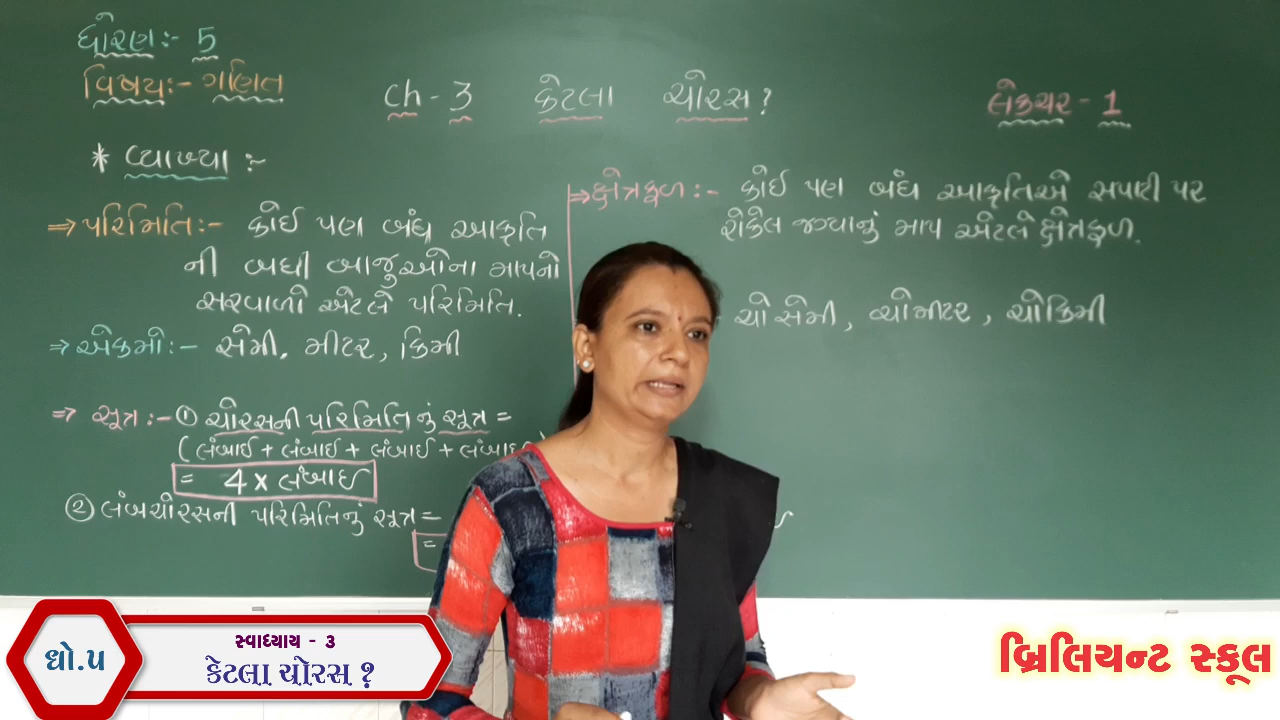 ધોરણ:- 5
વિષય:- ગણિત
ch - 3 કેટલા ચોરસ?
લેકચર - 1
* વ્યાખ્યા :-
⇒ પરિમિતિ:- કોઈ પણ બંધ આકૃતિ
ની બધી બાજુઓના માપનો
સરવાળો એટલે પરિમિતિ.
⇒ એકમો:- સેમી, મીટર, કિમી
⇒ સૂત્ર:- ① ચોરસની પરિમિતિ નું સૂત્ર =
(લંબાઈ + લંબાઈ + લંબાઈ + લંબાઈ)
= 4 × લંબાઈ
② લંબચોરસની પરિમિતિનું સૂત્ર =
=
⇒ ક્ષેત્રફળ:- કોઈ પણ બંધ આકૃતિએ સપાટી પર
રોકેલ જગ્યાનું માપ એટલે ક્ષેત્રફળ.
ચો સેમી, ચો મીટર, ચો કિમી
ધો.૫
સ્વાધ્યાય - ૩
કેટલા ચોરસ ?
બ્રિલિયન્ટ સ્કૂલ